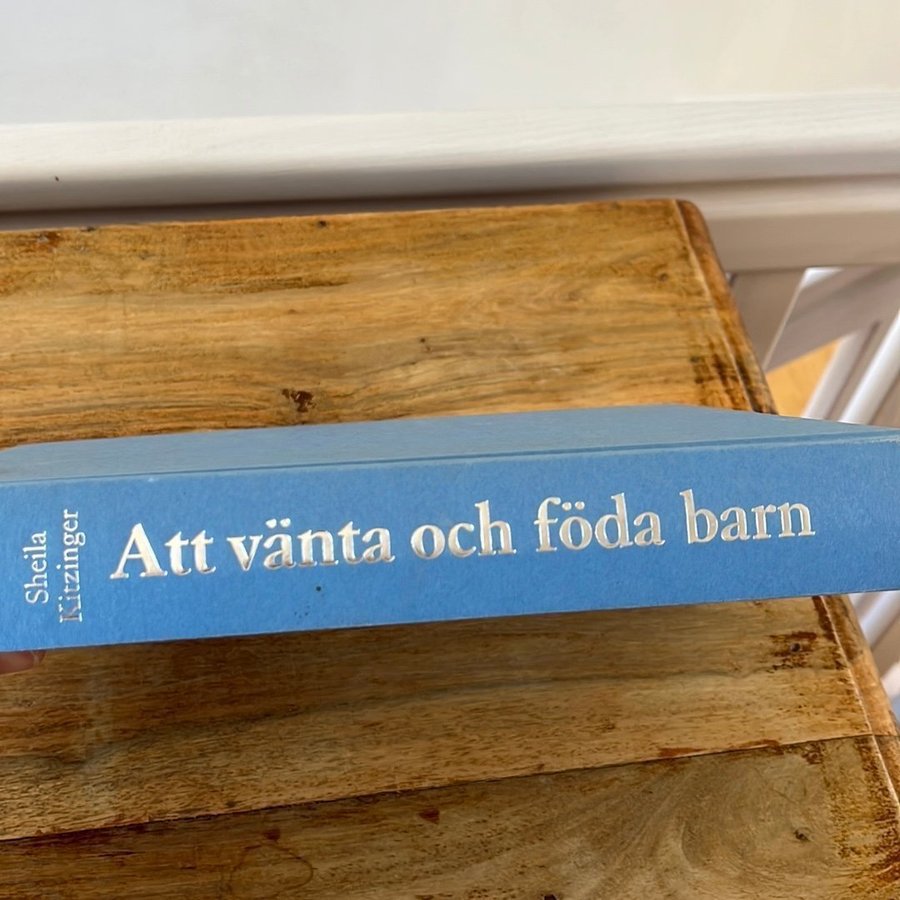 Sheila
Kitzinger
Att vänta och föda barn